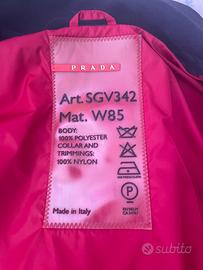 PRADA
Art. SGV342
Mat. W85
BODY:
100% POLYESTER
COLLAR AND
TRIMMINGS:
100% NYLON
P
Made in Italy
subito